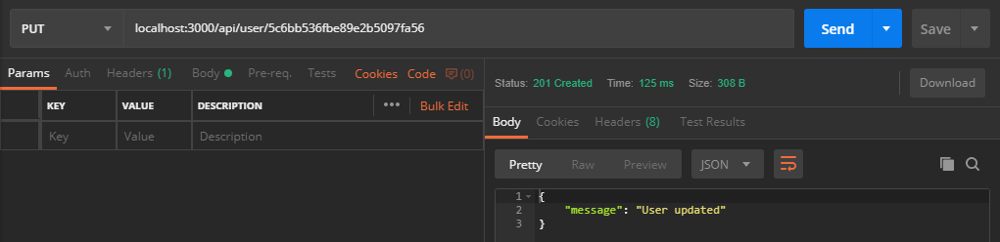 PUT localhost:3000/api/user/5c6bb536fbe89e2b5097fa56 Send Save
Params Auth Headers (1) Body Pre-req. Tests Cookies Code (0)
KEY VALUE DESCRIPTION ••• Bulk Edit
Key Value Description
Status: 201 Created Time: 125 ms Size: 308 B Download
Body Cookies Headers (8) Test Results
Pretty Raw Preview JSON
1 {
2 "message": "User updated"
3 }